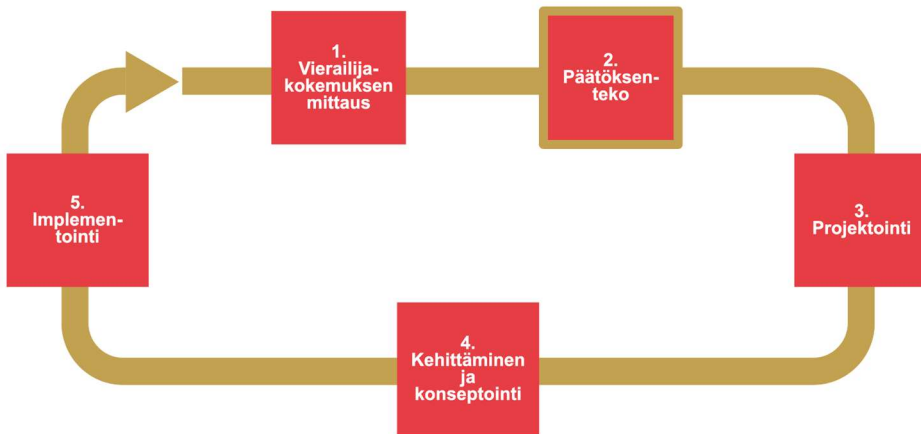 1.
Vierailija-
kokemuksen
mittaus
2.
Päätöksen-
teko
3.
Projektointi
4.
Kehittäminen
ja
konseptointi
5.
Implemen-
tointi